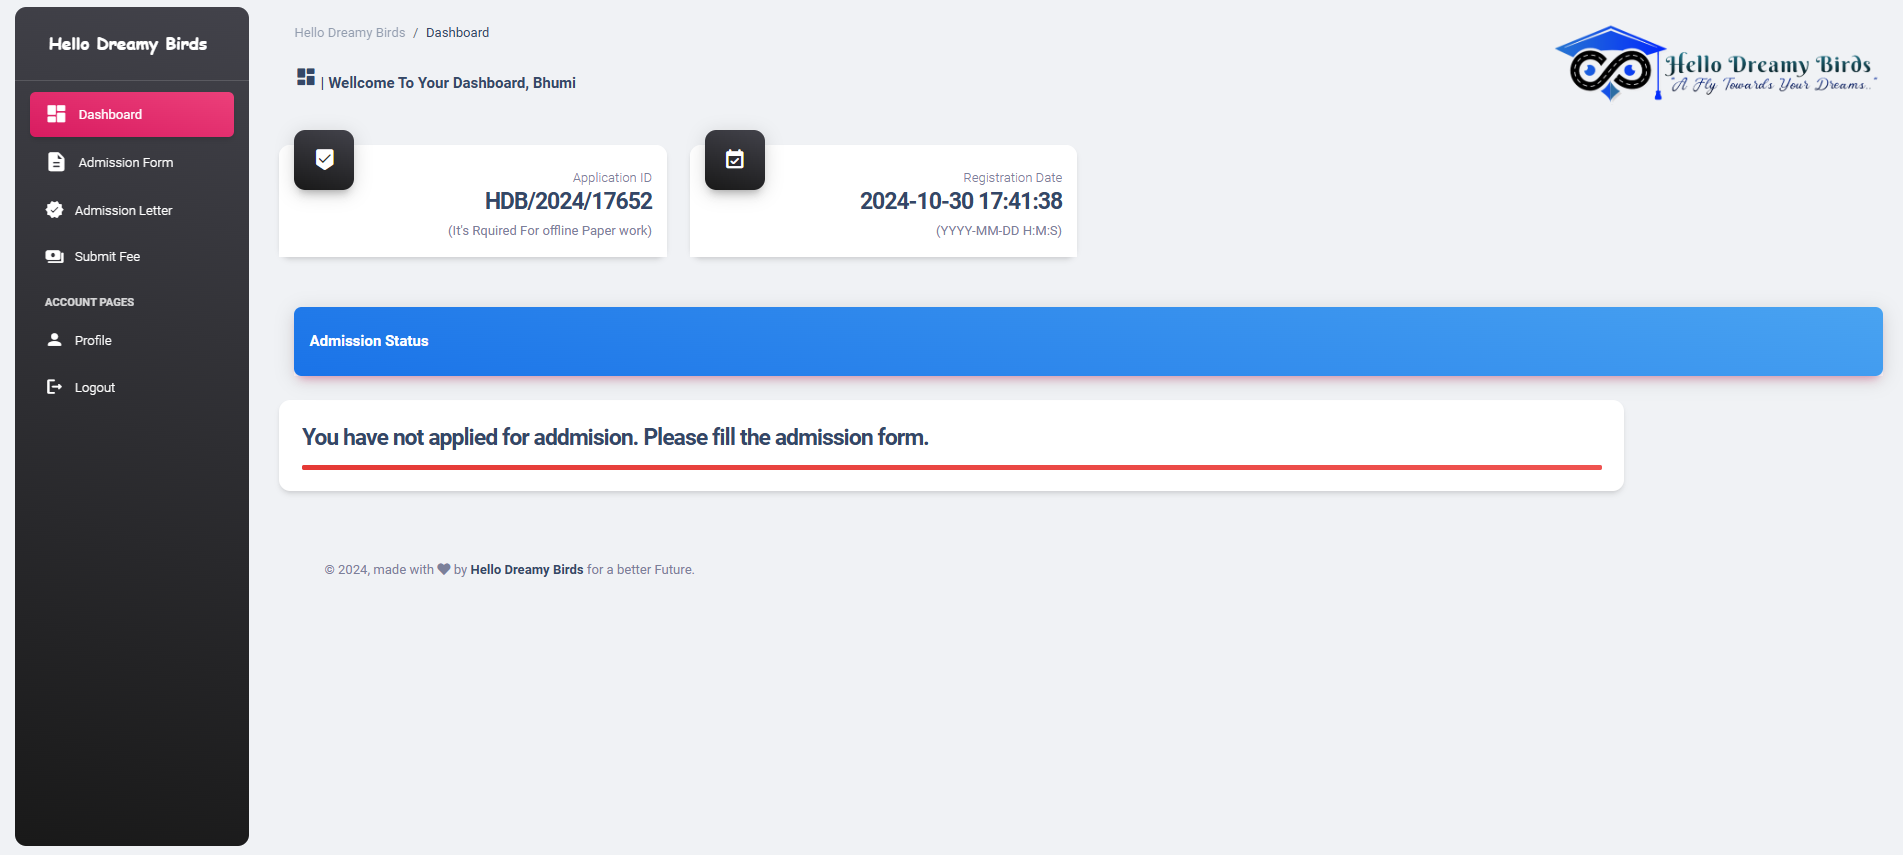 Hello Dreamy Birds
Dashboard
Admission Form
Admission Letter
Submit Fee
ACCOUNT PAGES
Profile
Logout
Hello Dreamy Birds / Dashboard
| Wellcome To Your Dashboard, Bhumi
Hello Dreamy Birds
"A Fly Towards Your Dreams.."
Application ID
HDB/2024/17652
(It's Rquired For offline Paper work)
Registration Date
2024-10-30 17:41:38
(YYYY-MM-DD H:M:S)
Admission Status
You have not applied for addmision. Please fill the admission form.
© 2024, made with by Hello Dreamy Birds for a better Future.